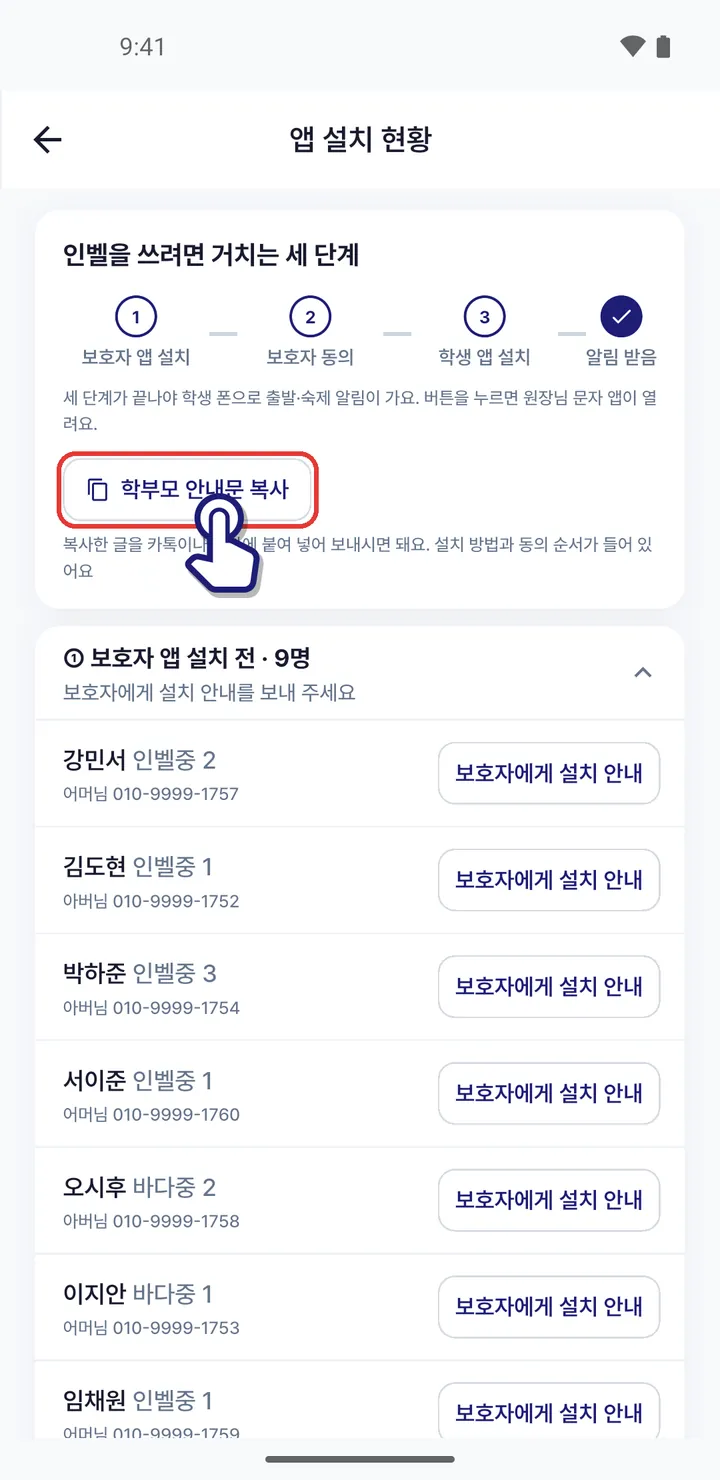 9:41
앱 설치 현황
인벨을 쓰려면 거치는 세 단계
1 2 3
보호자 앱 설치 보호자 동의 학생 앱 설치 알림 받음
세 단계가 끝나야 학생 폰으로 출발·숙제 알림이 가요. 버튼을 누르면 원장님 문자 앱이 열
려요.
학부모 안내문 복사
복사한 글을 카톡이나 붙여 넣어 보내시면 돼요. 설치 방법과 동의 순서가 들어 있
어요
① 보호자 앱 설치 전 · 9명
보호자에게 설치 안내를 보내 주세요
강민서 인벨중 2
어머님 010-9999-1757
보호자에게 설치 안내
김도현 인벨중 1
아버님 010-9999-1752
보호자에게 설치 안내
박하준 인벨중 3
아버님 010-9999-1754
보호자에게 설치 안내
서이준 인벨중 1
어머님 010-9999-1760
보호자에게 설치 안내
오시후 바다중 2
아버님 010-9999-1758
보호자에게 설치 안내
이지안 바다중 1
어머님 010-9999-1753
보호자에게 설치 안내
임채원 인벨중 1
어머님 010-9999-1759
보호자에게 설치 안내